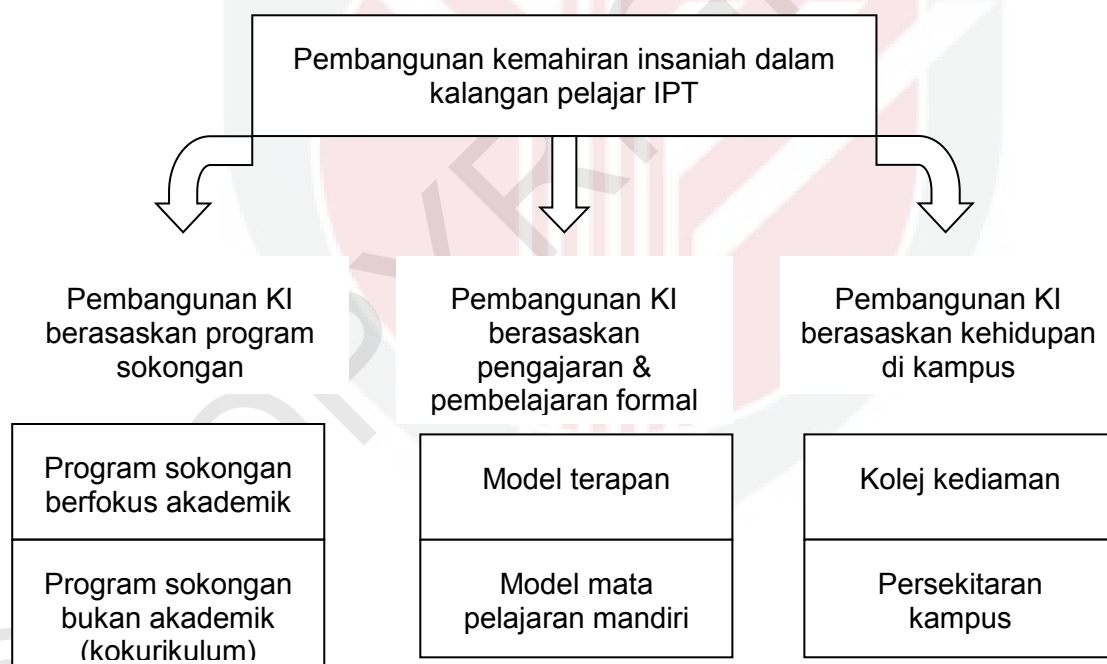 Pembangunan kemahiran insaniah dalam
kalangan pelajar IPT
Pembangunan KI
berasaskan program
sokongan
Pembangunan KI
berasaskan
pengajaran &
pembelajaran formal
Pembangunan KI
berasaskan kehidupan
di kampus
Program sokongan
berfokus akademik
Model terapan
Kolej kediaman
Program sokongan
bukan akademik
(kokurikulum)
Model mata
pelajaran mandiri
Persekitaran
kampus